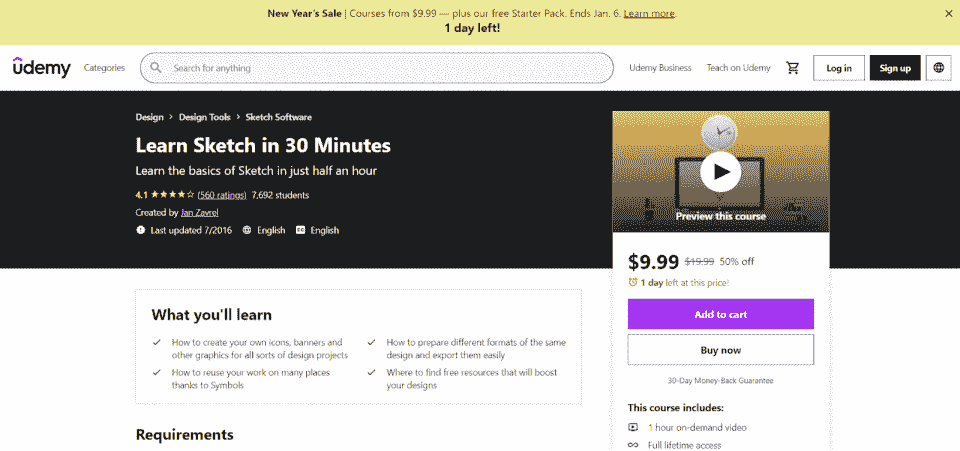 New Year's Sale | Courses from $9.99 — plus our free Starter Pack. Ends Jan. 6. Learn more.
1 day left!
udemy
Categories
Search for anything
Udemy Business
Teach on Udemy
Log in
Sign up
Design > Design Tools > Sketch Software
Learn Sketch in 30 Minutes
Learn the basics of Sketch in just half an hour
4.1 (560 ratings) 7,692 students
Created by Jan Zavrel
Last updated 7/2016 English English
Preview this course
$9.99 $19.99 50% off
1 day left at this price!
Add to cart
Buy now
30-Day Money-Back Guarantee
This course includes:
1 hour on-demand video
Full lifetime access
What you'll learn
How to create your own icons, banners and
other graphics for all sorts of design projects
How to reuse your work on many places
thanks to Symbols
How to prepare different formats of the same
design and export them easily
Where to find free resources that will boost
your designs
Requirements